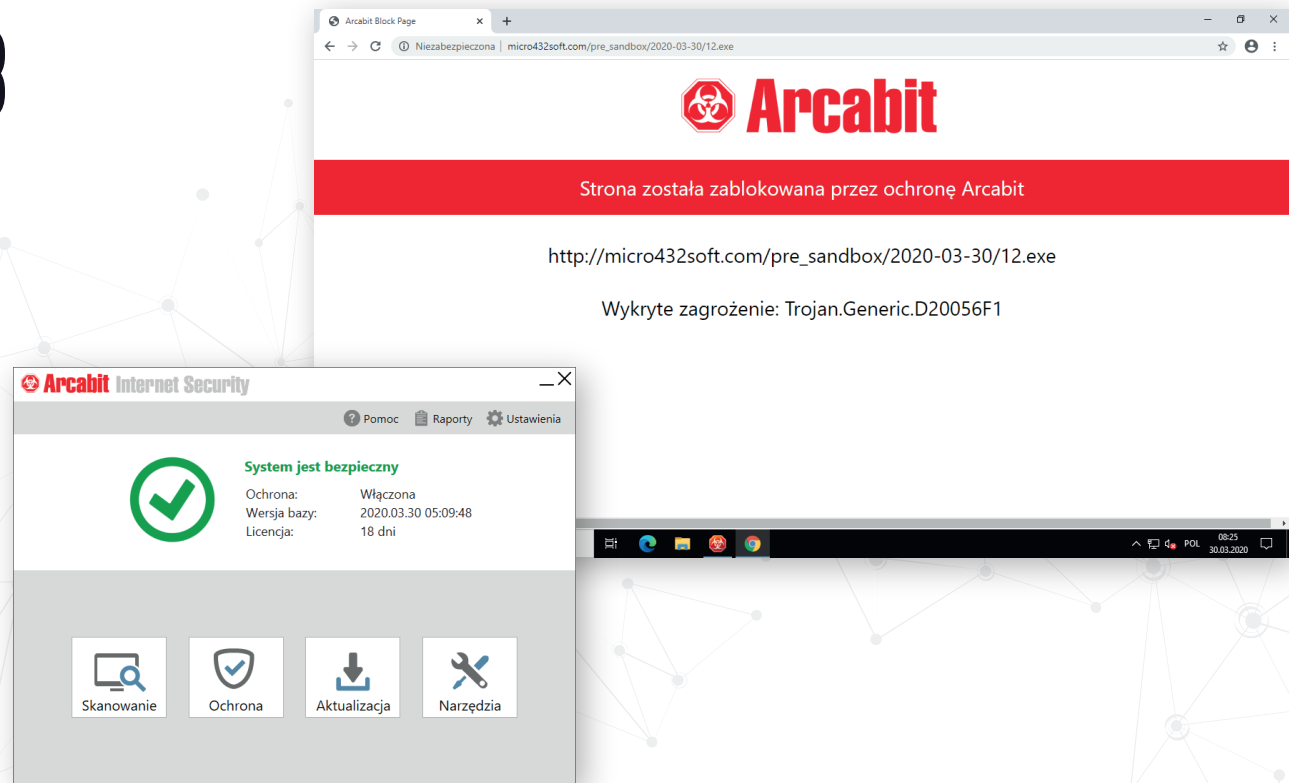 Arcabit Block Page
Niezabezpieczona | micro432soft.com/pre_sandbox/2020-03-30/12.exe
Arcabit
Strona została zablokowana przez ochronę Arcabit
http://micro432soft.com/pre_sandbox/2020-03-30/12.exe
Wykryte zagrożenie: Trojan.Generic.D20056F1
Arcabit Internet Security
Pomoc Raporty Ustawienia
System jest bezpieczny
Ochrona: Włączona
Wersja bazy: 2020.03.30 05:09:48
Licencja: 18 dni
POL 08:25
30.03.2020
Skanowanie Ochrona Aktualizacja Narzędzia